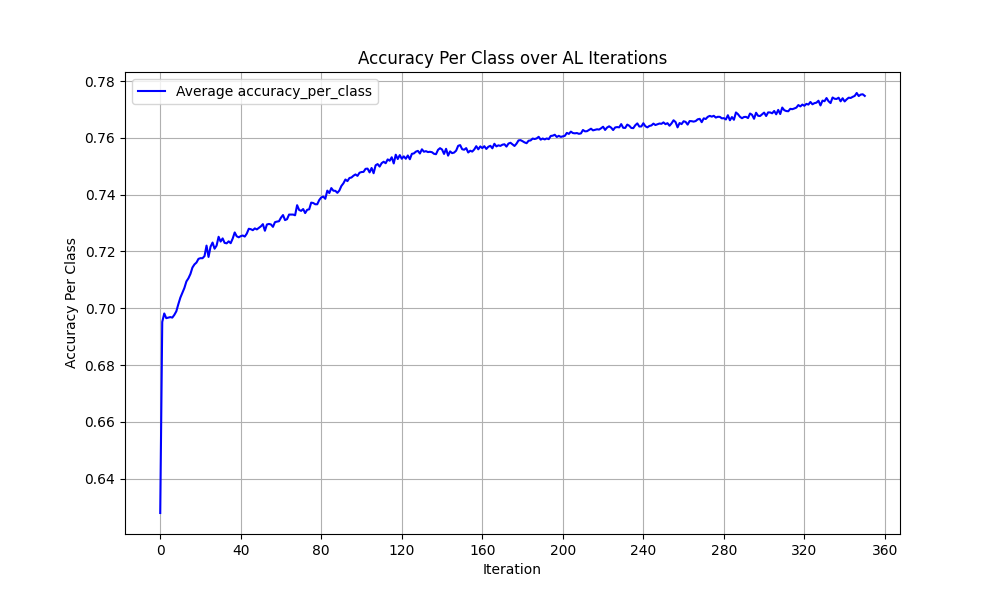 Accuracy Per Class over AL Iterations
Average accuracy_per_class
Accuracy Per Class
0.78
0.76
0.74
0.72
0.70
0.68
0.66
0.64
0 40 80 120 160 200 240 280 320 360
Iteration